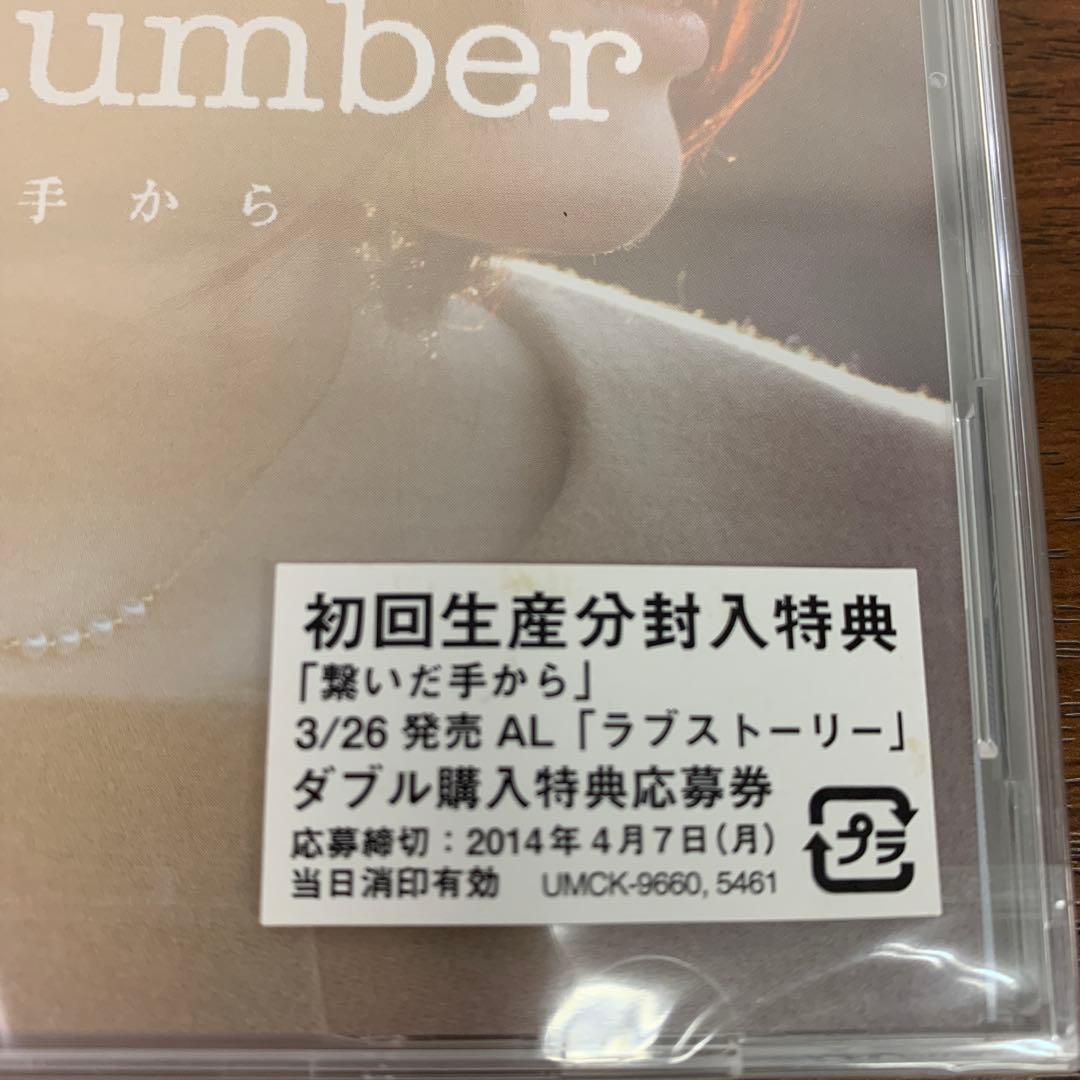 number
手から
初回生産分封入特典
「繋いだ手から」
3/26 発売 AL「ラブストーリー」
ダブル購入特典応募券
応募締切：2014年4月7日(月)
当日消印有効 UMCK-9660, 5461
プラ